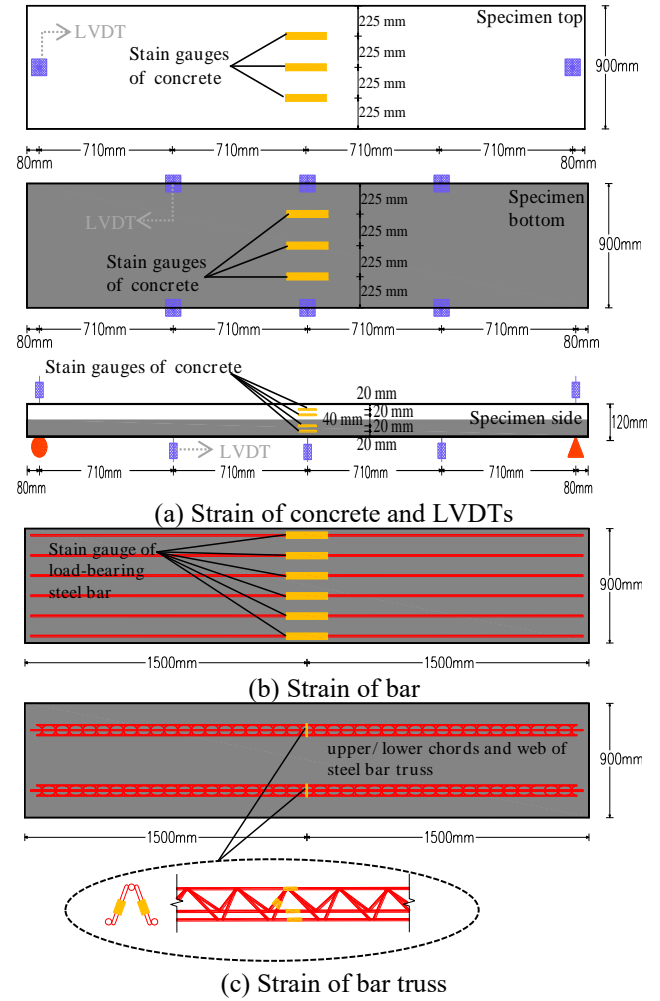 LVDT
Specimen top
Stain gauges
of concrete
225 mm
225 mm
225 mm
225 mm
900mm
710mm 710mm 710mm 710mm
80mm 80mm
LVDT
Specimen
bottom
Stain gauges
of concrete
225 mm
225 mm
225 mm
225 mm
900mm
710mm 710mm 710mm 710mm
80mm 80mm
Stain gauges of concrete
20 mm
20 mm
40 mm
20 mm
20 mm
Specimen side
120mm
LVDT
710mm 710mm 710mm 710mm
80mm 80mm
(a) Strain of concrete and LVDTs
Stain gauge of
load-bearing
steel bar
900mm
1500mm 1500mm
(b) Strain of bar
upper/ lower chords and web of
steel bar truss
900mm
1500mm 1500mm
(c) Strain of bar truss